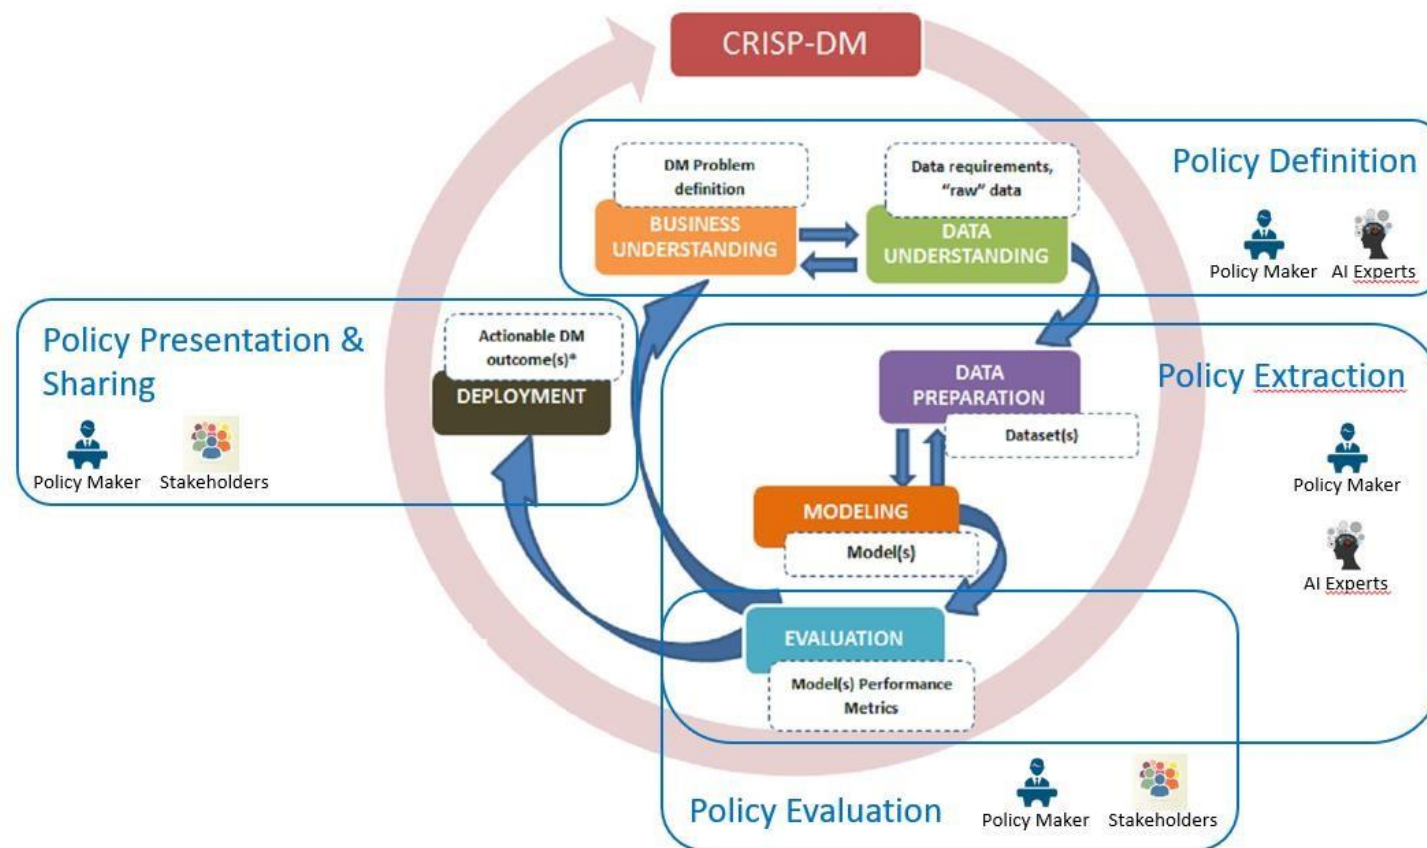 CRISP-DM
Policy Definition
DM Problem
definition
BUSINESS
UNDERSTANDING
Data requirements,
“raw” data
DATA
UNDERSTANDING
Policy Maker
AI Experts
Policy Presentation &
Sharing
Policy Maker
Stakeholders
Actionable DM
outcome(s)*
DEPLOYMENT
Policy Extraction
DATA
PREPARATION
Dataset(s)
Policy Maker
AI Experts
MODELING
Model(s)
EVALUATION
Model(s) Performance
Metrics
Policy Evaluation
Policy Maker
Stakeholders